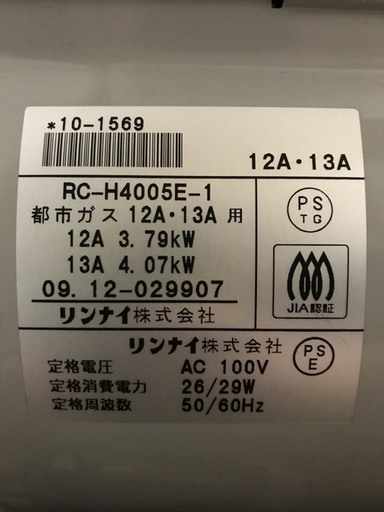 *10-1569
12A・13A
RC-H4005E-1
都市ガス 12A・13A 用
12A 3.79kW
13A 4.07kW
09.12-029907
リンナイ株式会社
PS
TG
JIA認証
リンナイ株式会社
PS
E
定格電圧 AC 100V
定格消費電力 26/29W
定格周波数 50/60Hz